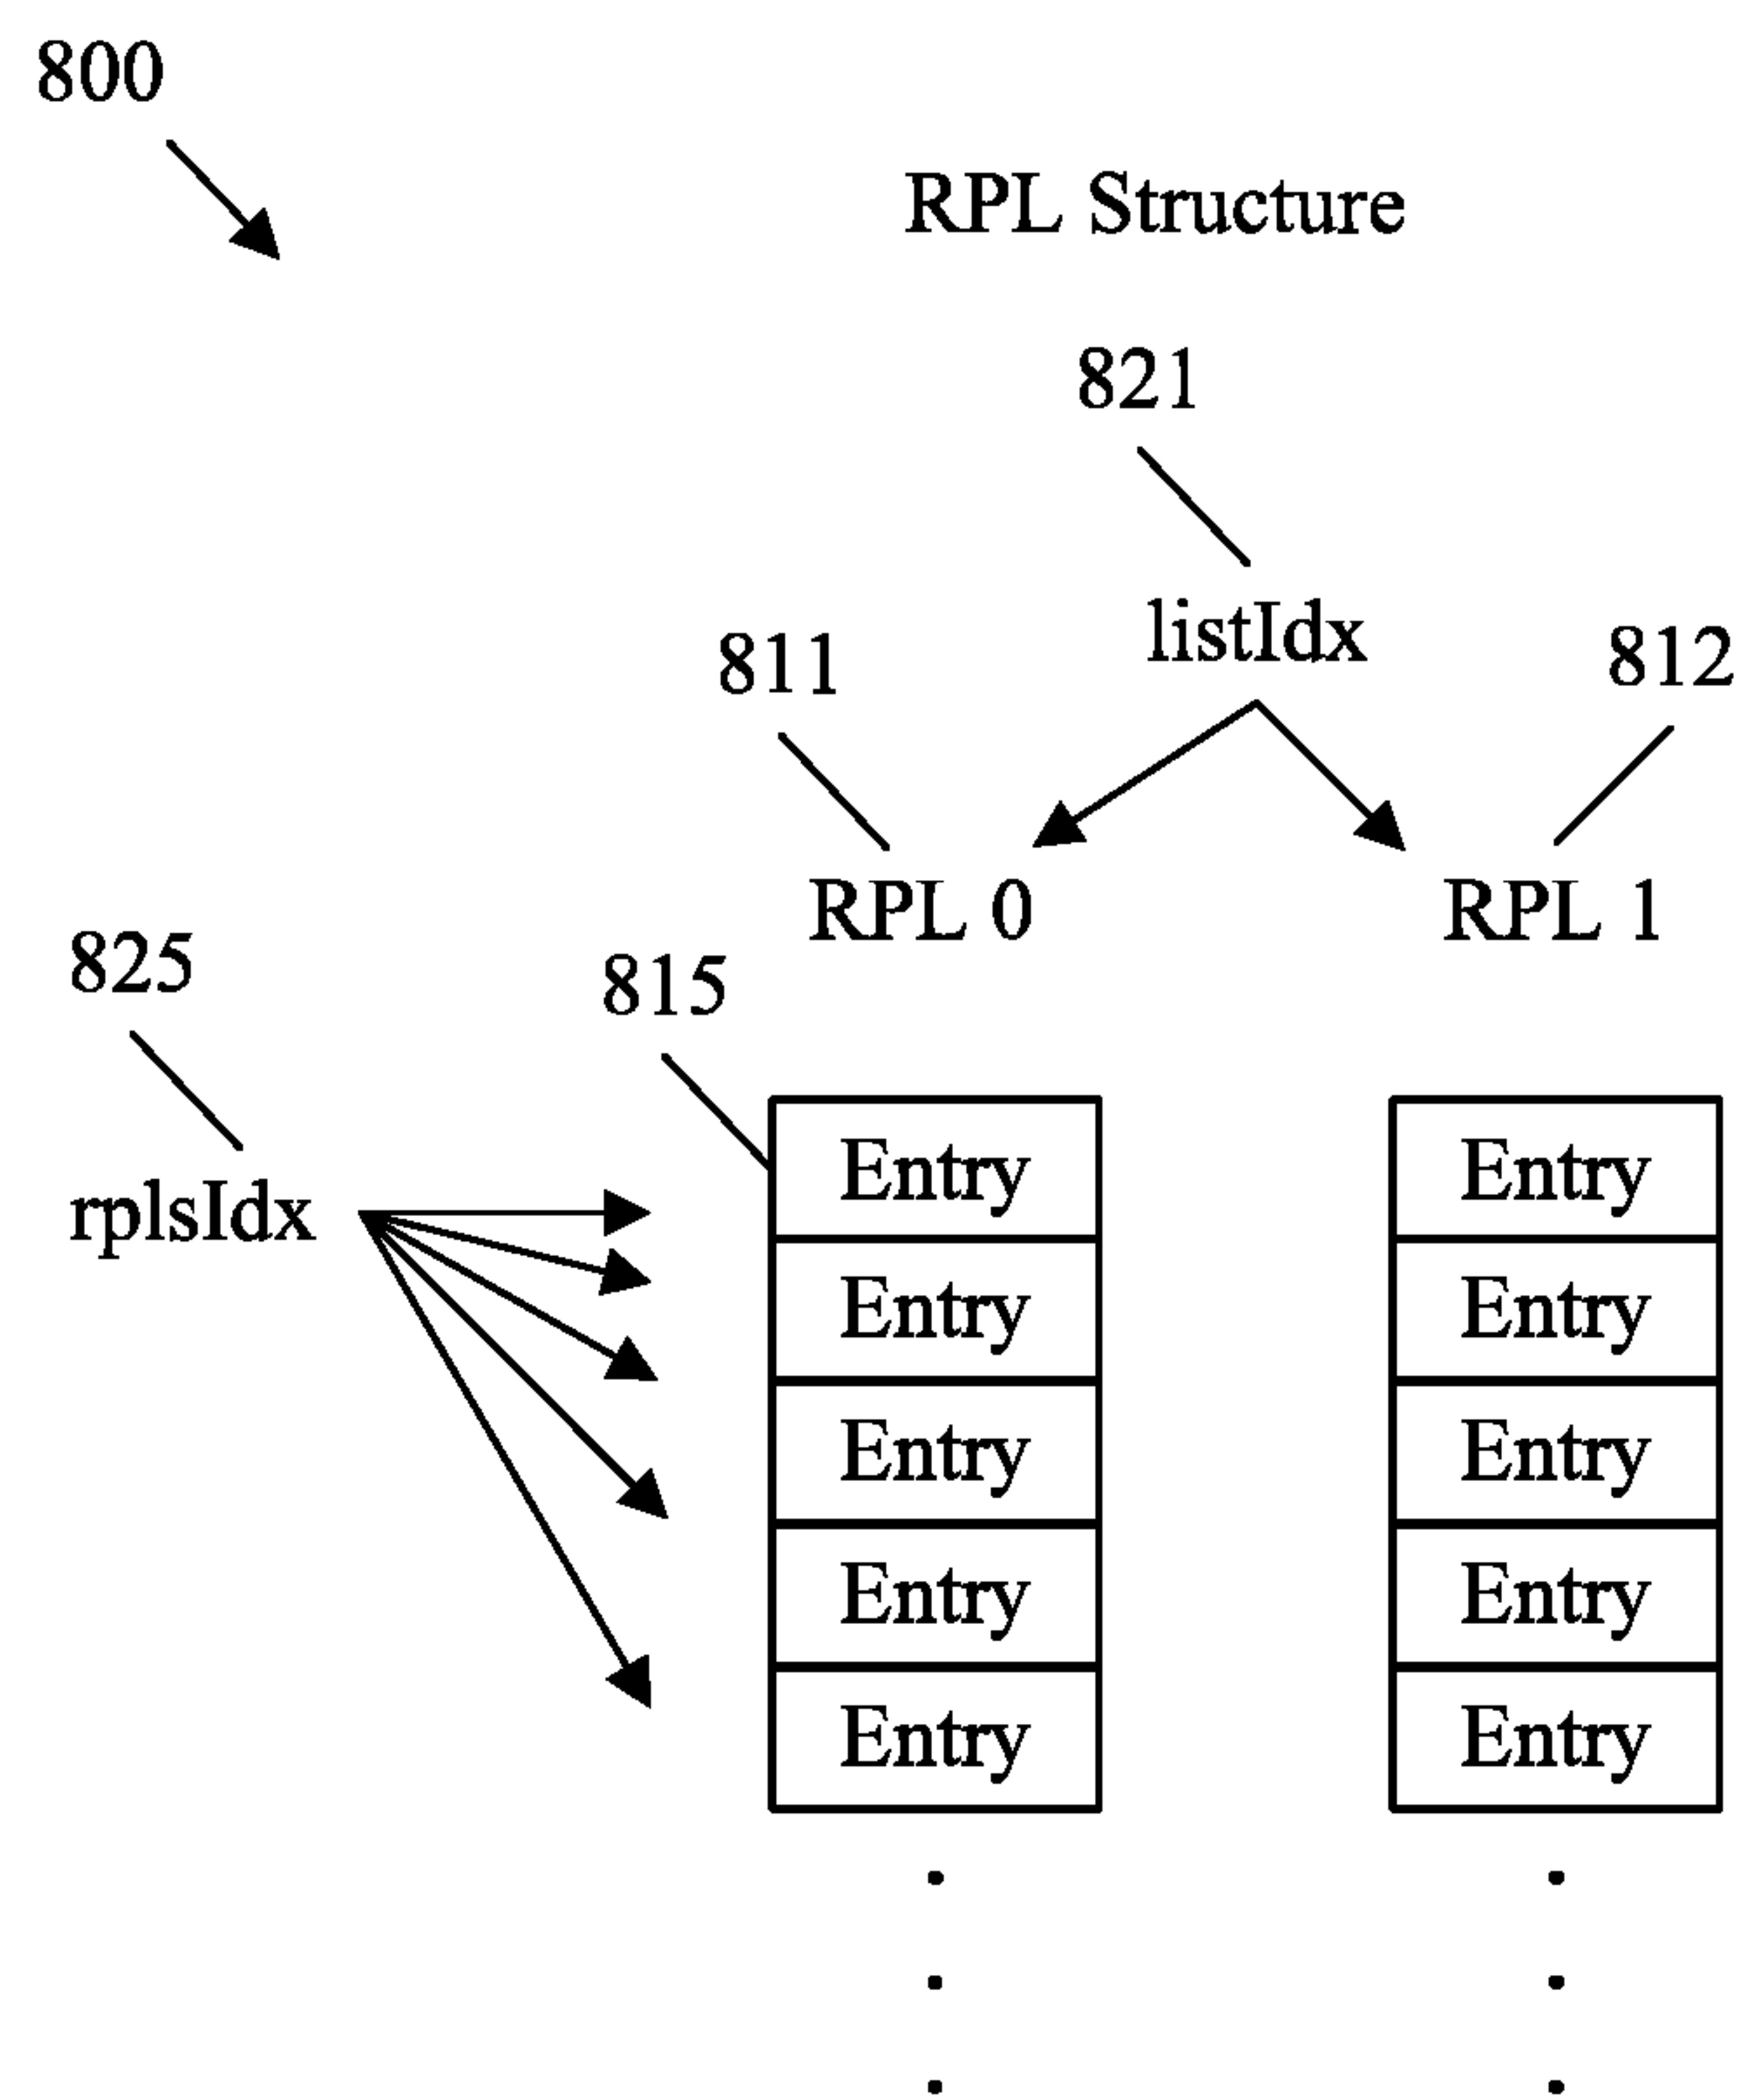 800
RPL Structure
821
listIdx
811
812
RPL 0
RPL 1
825
815
rplsIdx
Entry Entry
Entry Entry
Entry Entry
Entry Entry
Entry Entry